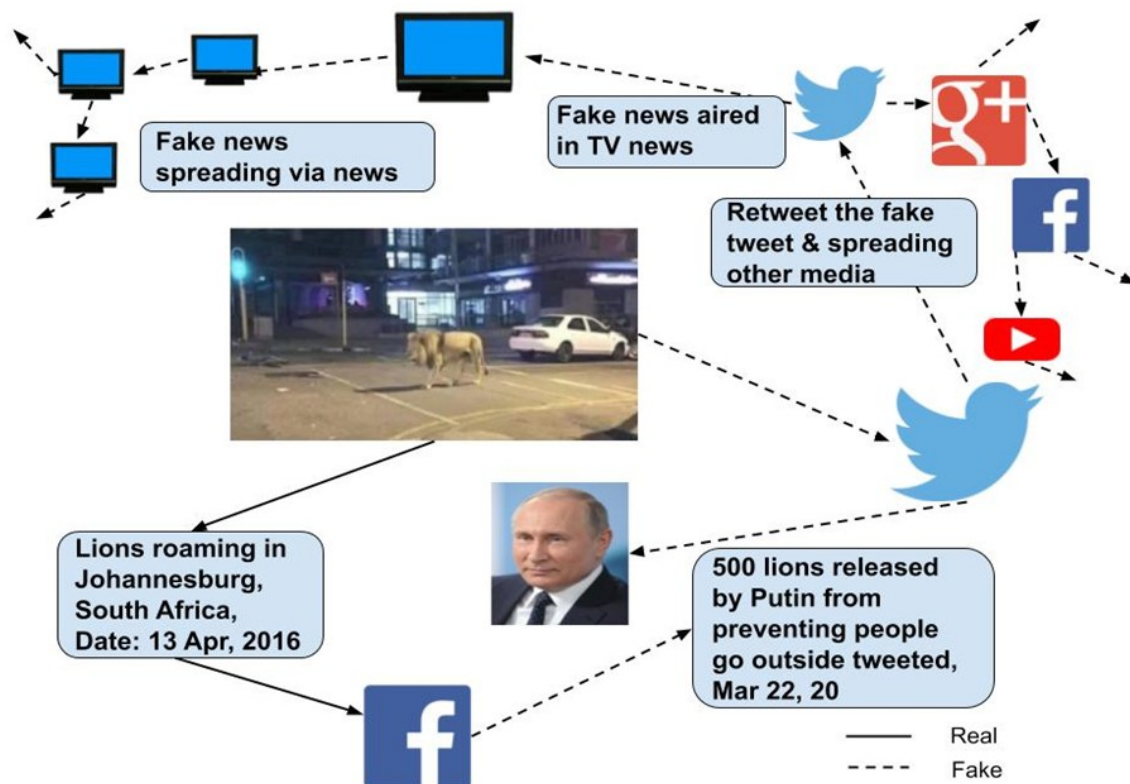 Fake news aired
in TV news
Fake news
spreading via news
Retweet the fake
tweet & spreading
other media
Lions roaming in
Johannesburg,
South Africa,
Date: 13 Apr, 2016
500 lions released
by Putin from
preventing people
go outside tweeted,
Mar 22, 20
Real
Fake
g+
f
f